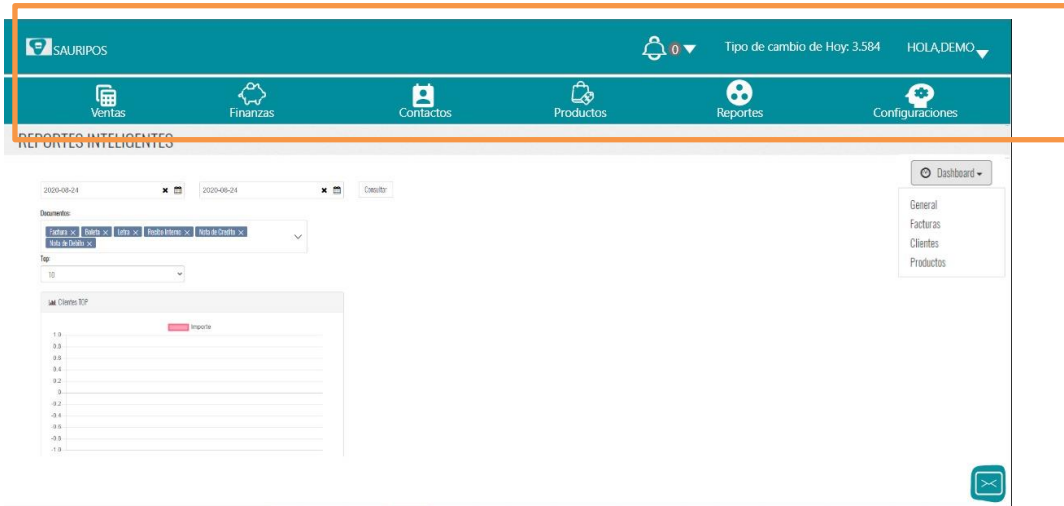 SAURIPOS
0
Tipo de cambio de Hoy: 3.584
HOLA,DEMO
Ventas
Finanzas
Contactos
Productos
Reportes
Configuraciones
REPORTES INTELIGENTES
Dashboard
General
Facturas
Clientes
Productos
2020-08-24
2020-08-24
Consultar
Documentos:
Factura × Boleta × Letra × Recibo Interno × Nota de Credito ×
Nota de Debito ×
Top:
10
Clientes TOP
Importe
1.0
0.8
0.6
0.4
0.2
0
-0.2
-0.4
-0.6
-0.8
-1.0